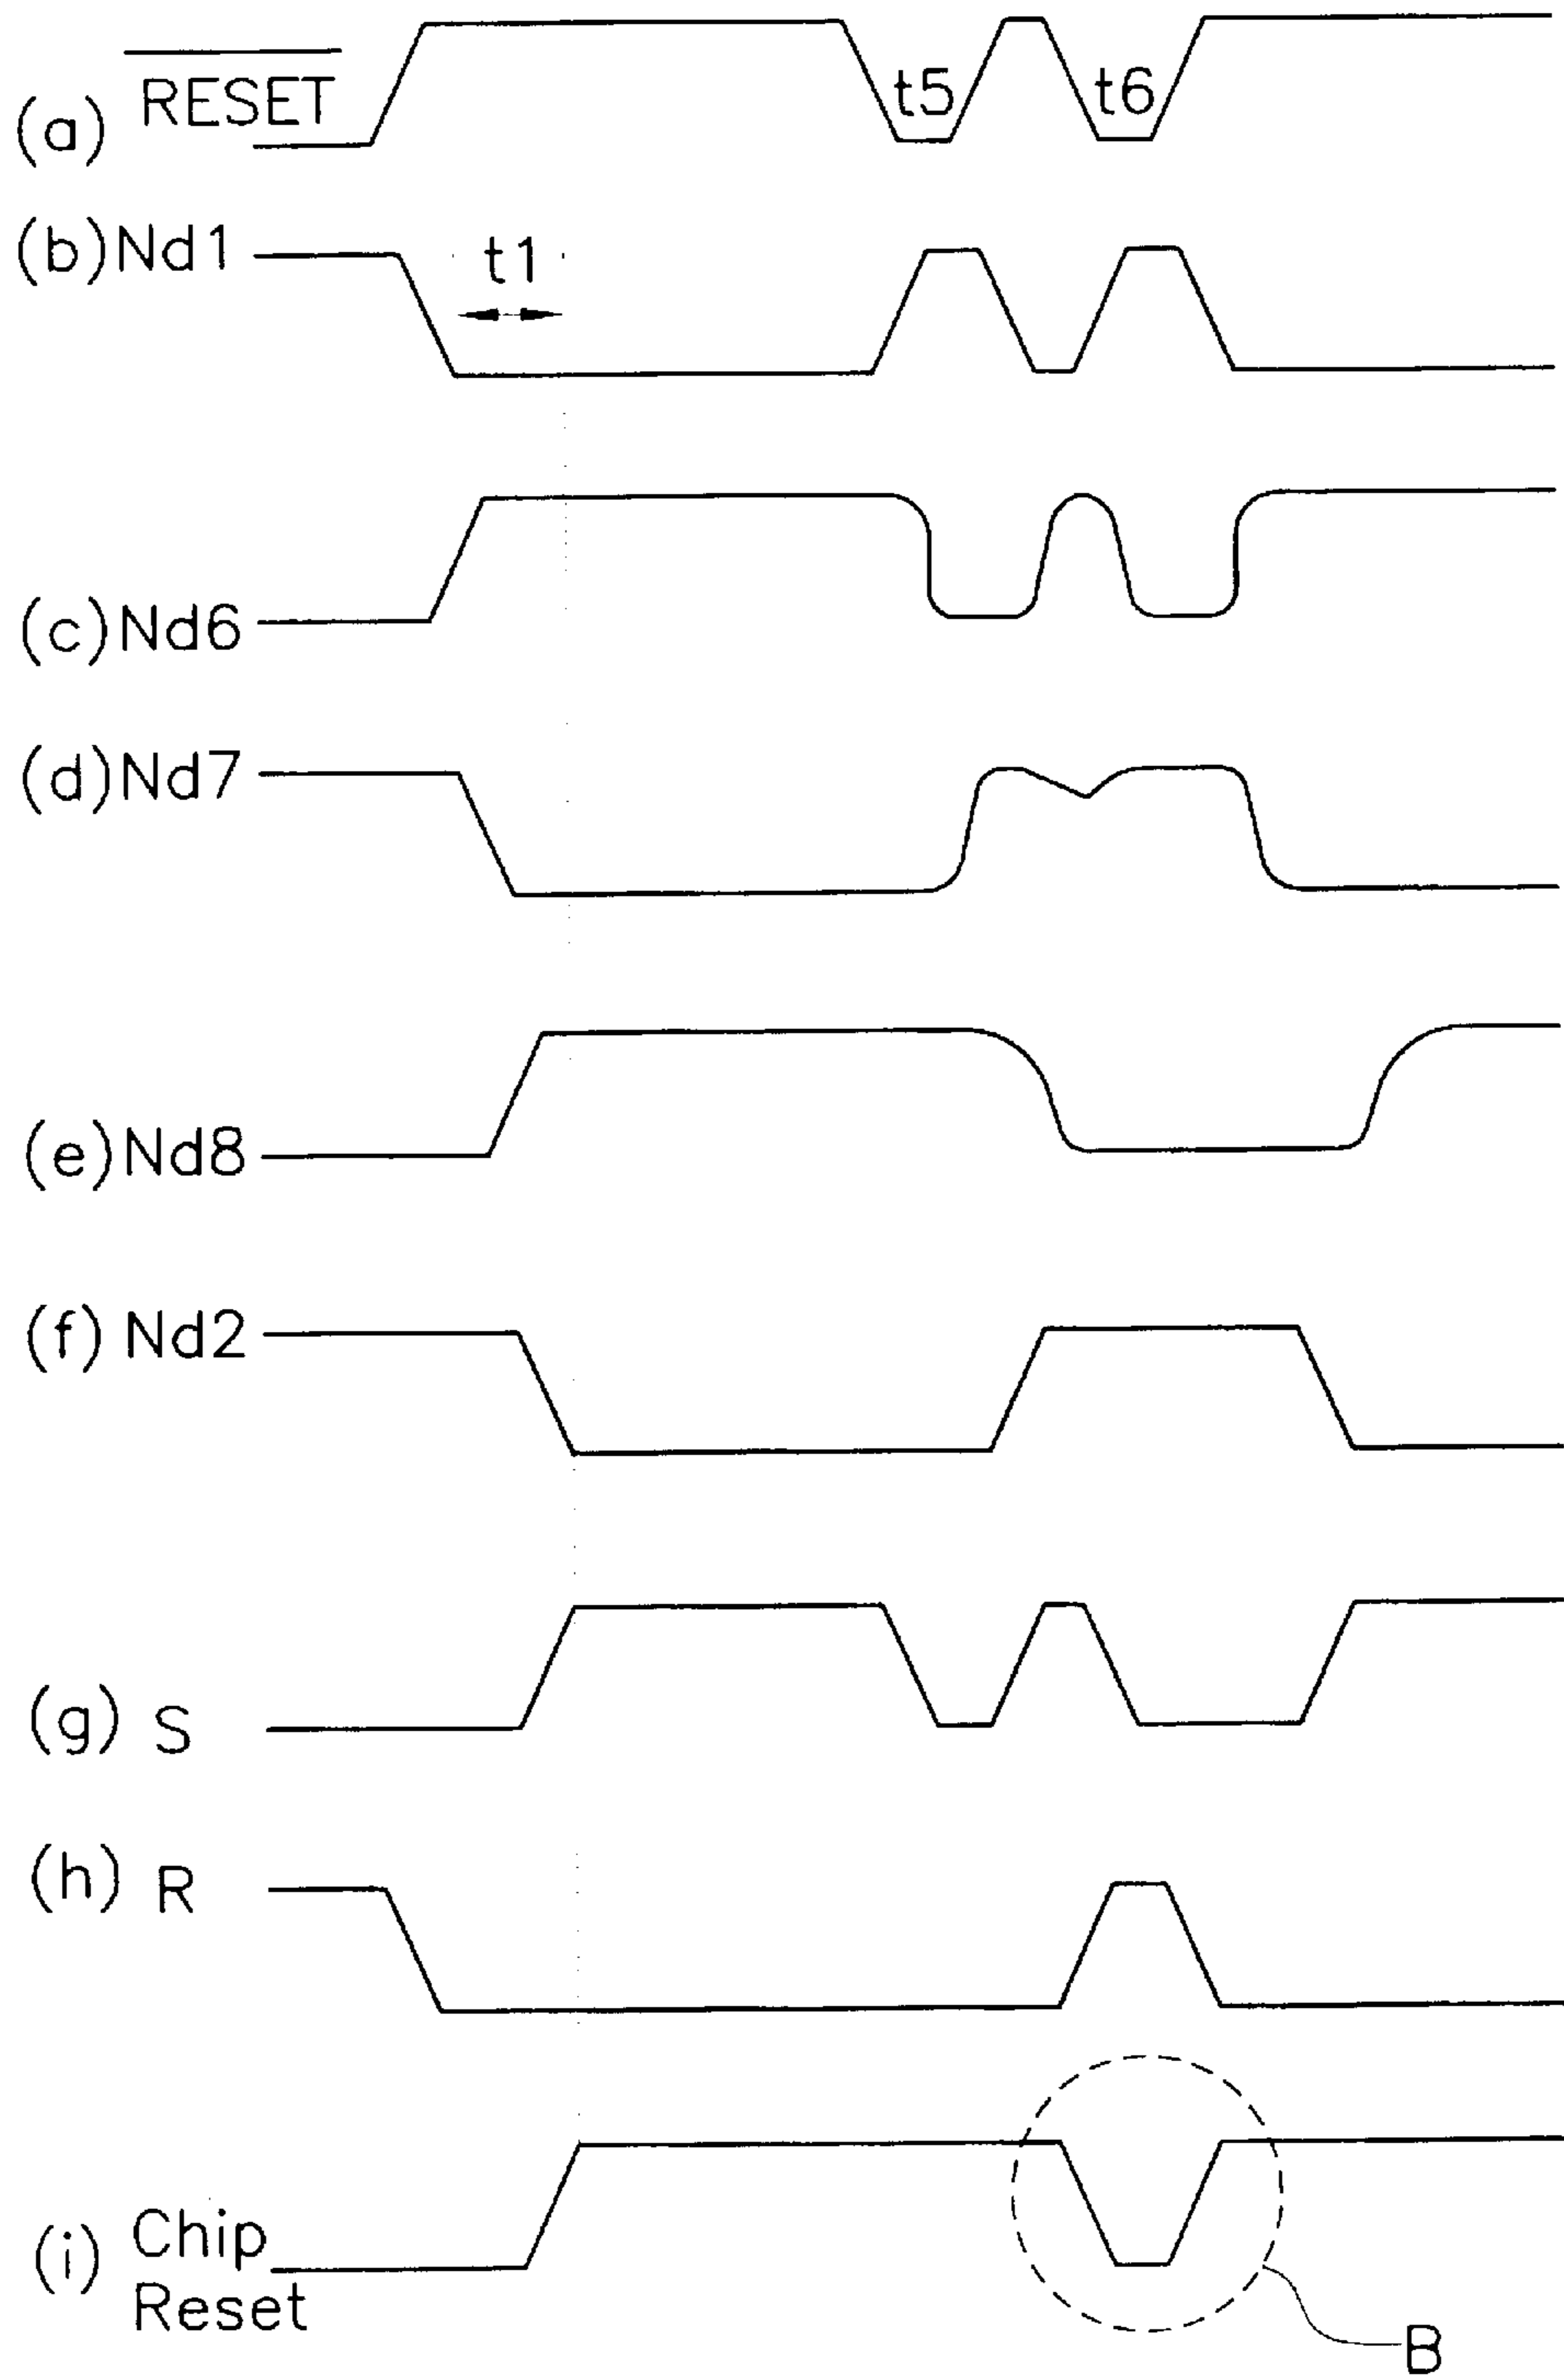 (a) RESET
t5
t6
(b) Nd1
t1
(c) Nd6
(d) Nd7
(e) Nd8
(f) Nd2
(g) S
(h) R
(i) Chip
Reset
B